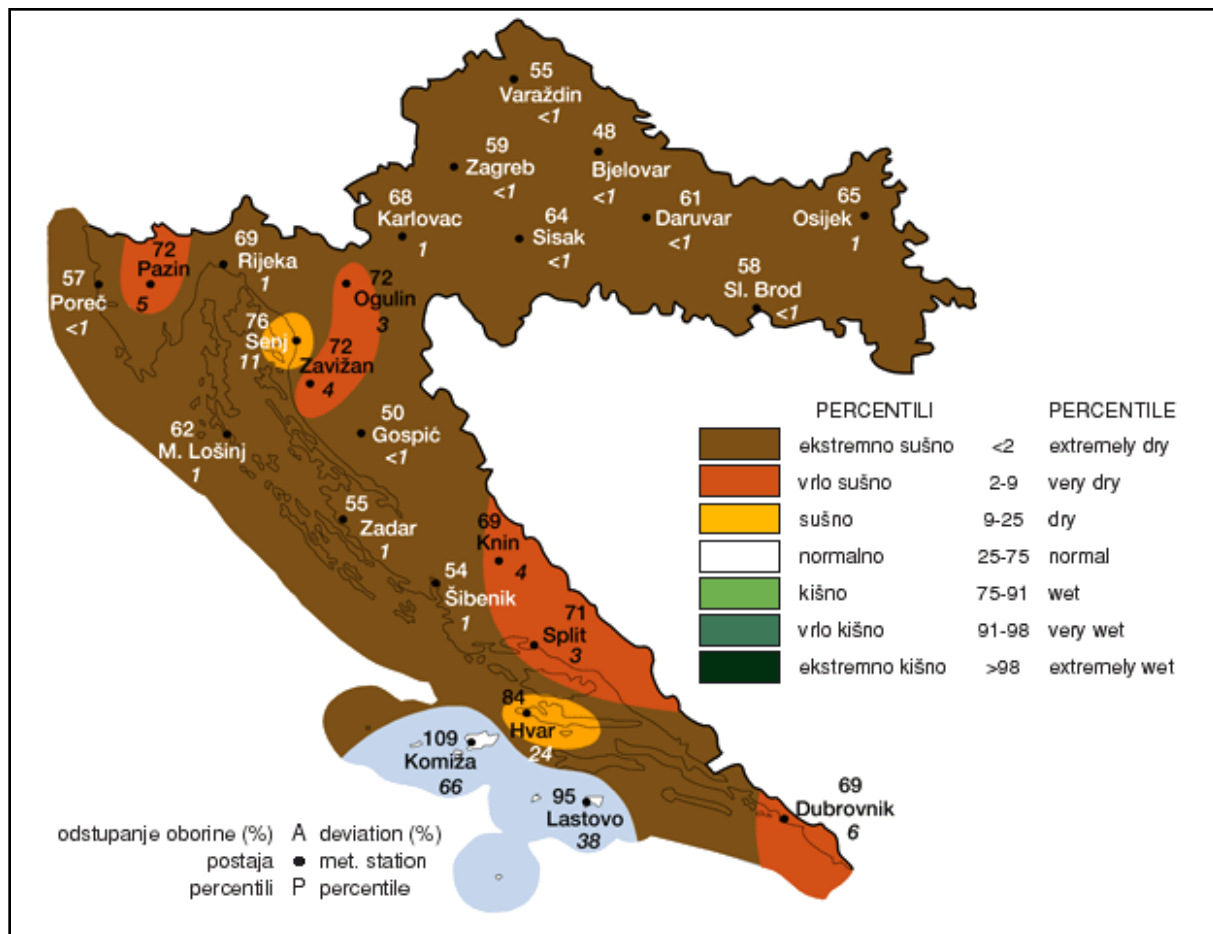 55
Varaždin
<1
48
Bjelovar
<1
59
Zagreb
<1
68
Karlovac
1
64
Sisak
<1
61
Daruvar
<1
65
Osijek
1
58
Sl. Brod
<1
57
Poreč
<1
72
Pazin
5
69
Rijeka
1
72
Ogulin
3
76
Senj
11
72
Zavižan
4
62
M. Lošinj
1
50
Gospić
<1
55
Zadar
1
54
Šibenik
1
69
Knin
4
71
Split
3
84
Hvar
24
109
Komiža
66
95
Lastovo
38
69
Dubrovnik
6
PERCENTILI PERCENTILE
ekstremno sušno <2 extremely dry
vrlo sušno 2-9 very dry
sušno 9-25 dry
normalno 25-75 normal
kišno 75-91 wet
vrlo kišno 91-98 very wet
ekstremno kišno >98 extremely wet
odstupanje oborine (%) A deviation (%)
postaja met. station
percentili P percentile